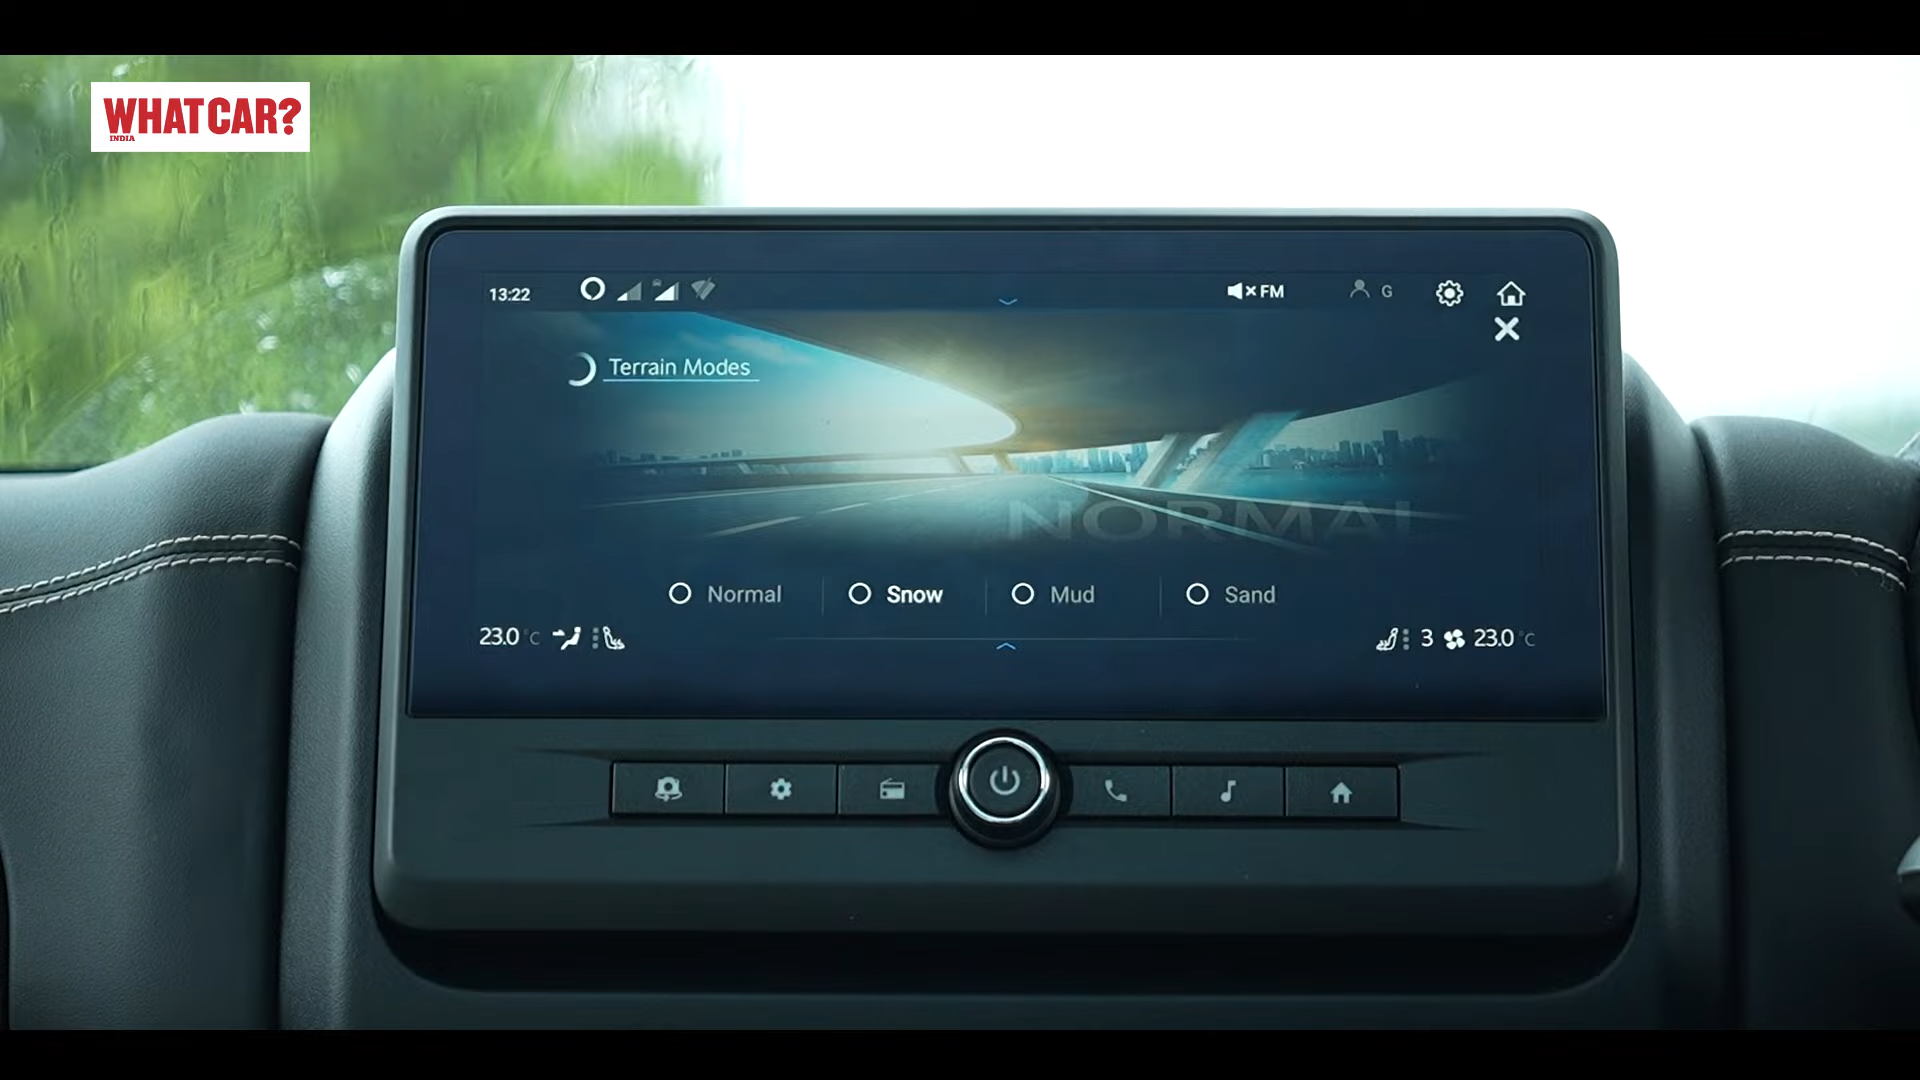 WHAT CAR?
INDIA
13:22
FM
G
Terrain Modes
NORMAL
Normal
Snow
Mud
Sand
23.0 °C
3
23.0 °C